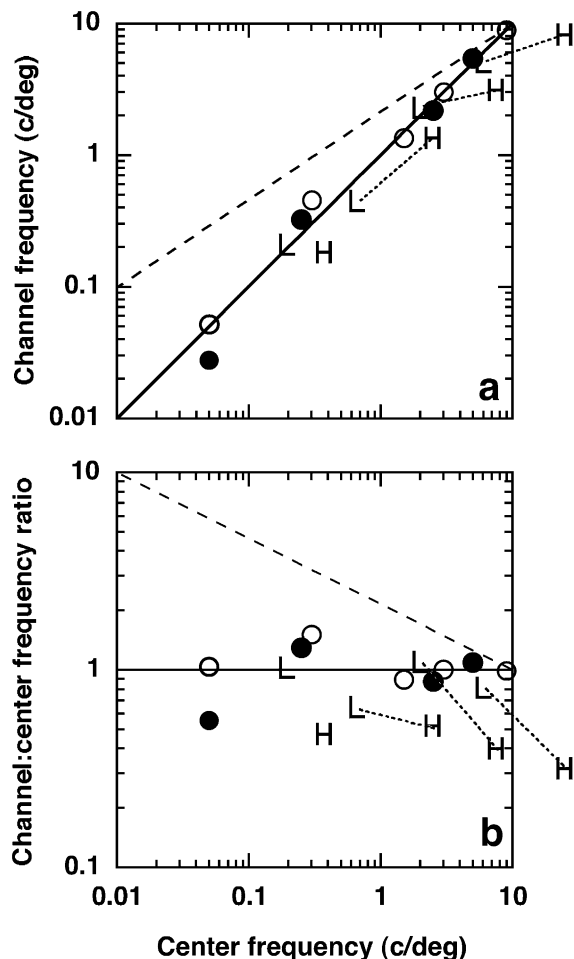 10
1
0.1
0.01
Channel frequency (c/deg)
H
L
H
L
H
L
L
H
a
10
1
0.1
Channel:center frequency ratio
L
L
L
L
H
H
H
H
b
0.01
0.1
1
10
Center frequency (c/deg)